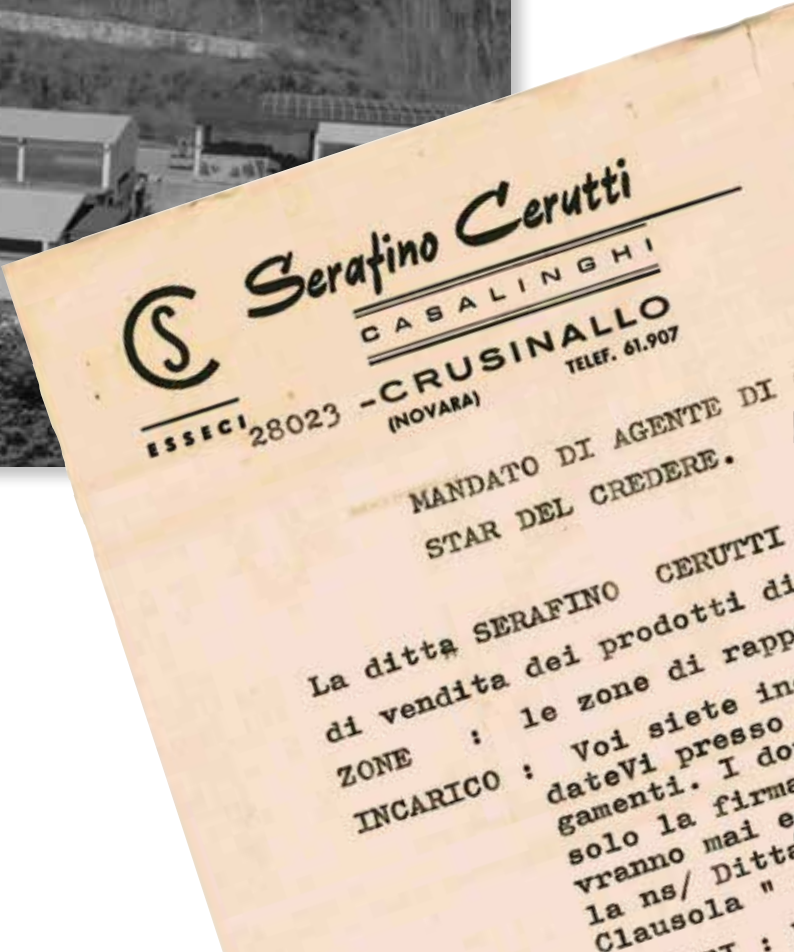 Serafino Cerutti
CASALINGHI
CS
ESSECI
28023 -CRUSINALLO
(NOVARA)
TELEF. 61.907
MANDATO DI AGENTE DI
STAR DEL CREDERE.
La ditta SERAFINO CERUTTI
di vendita dei prodotti di
ZONE : le zone di rapp
INCARICO : Voi siete in
dateVi presso
gamenti. I do
solo la firma
vranno mai e
la ns/ Ditta
Clausola "